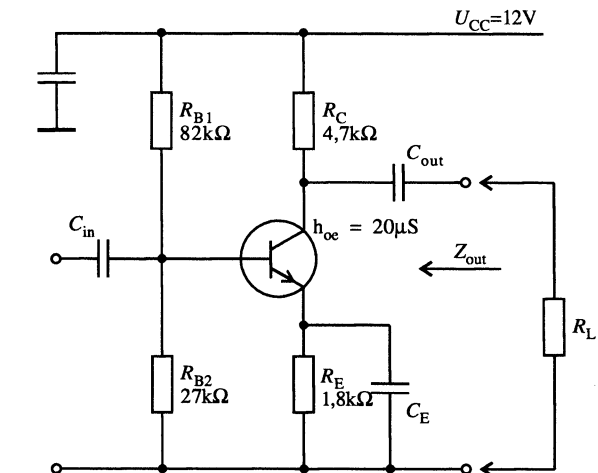 U_CC=12V
R_B1
82kΩ
R_C
4,7kΩ
C_out
C_in
h_oe = 20μS
Z_out
R_L
R_B2
27kΩ
R_E
1,8kΩ
C_E